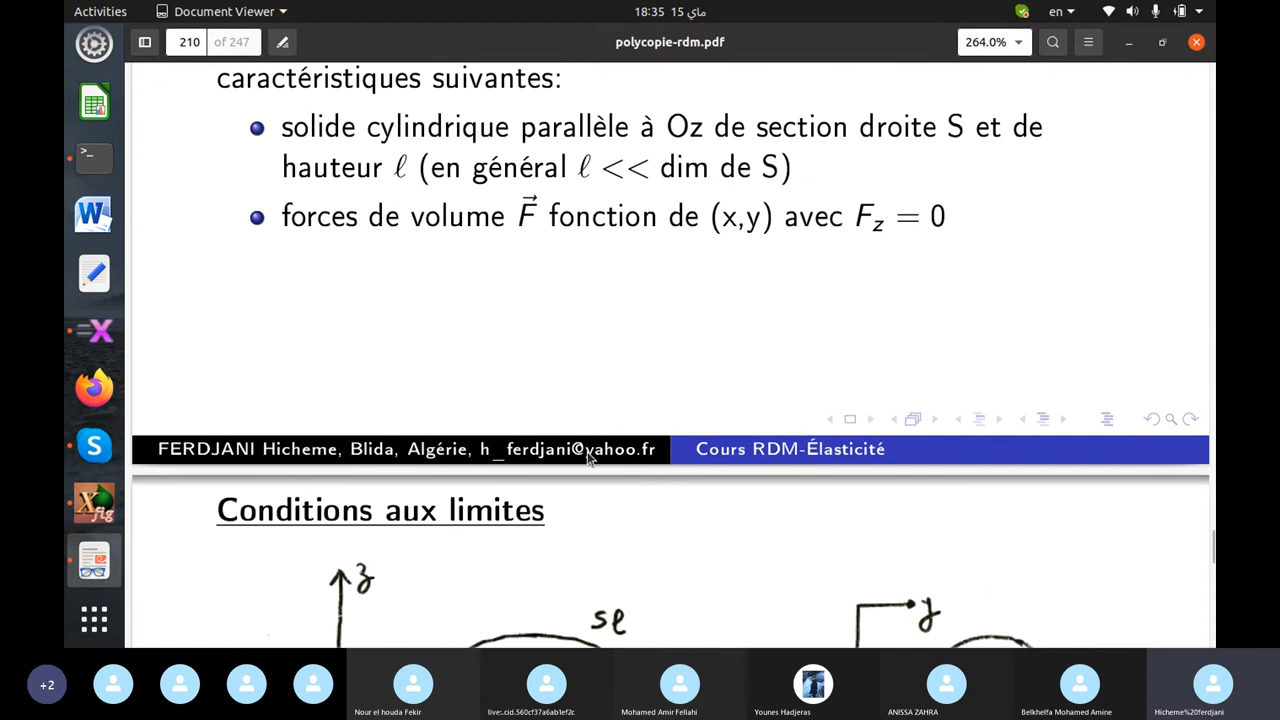 Activities
Document Viewer
18:35 15 ماي
en
210 of 247
polycopie-rdm.pdf
264.0%
caractéristiques suivantes:
solide cylindrique parallèle à Oz de section droite S et de
hauteur ℓ (en général ℓ << dim de S)
forces de volume F⃗ fonction de (x,y) avec F_z = 0
FERDJANI Hicheme, Blida, Algérie, h_ferdjani@yahoo.fr
Cours RDM-Élasticité
Conditions aux limites
z
Sℓ
y
+2
Nour el houda Fekir
live:.cid.560cf37a6ab1ef2c
Mohamed Amir Fellahi
Younes Hadjeras
ANISSA ZAHRA
Belkhelfa Mohamed Amine
Hicheme%20ferdjani